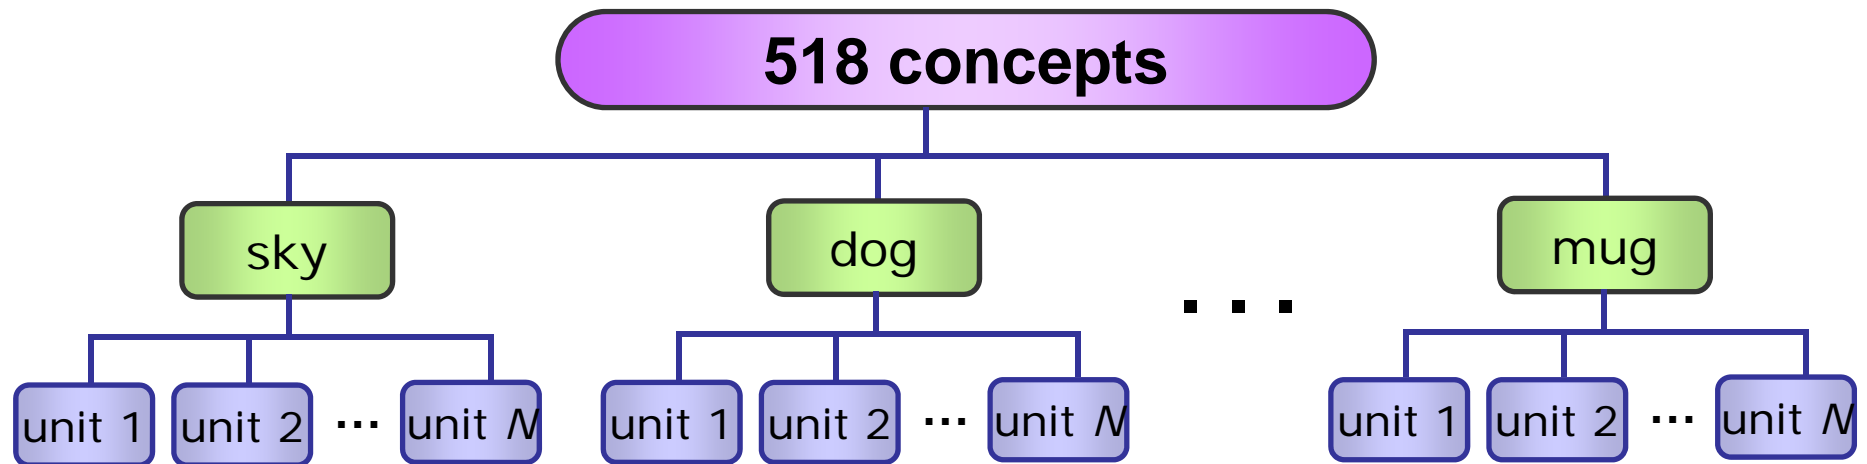 518 concepts
sky
dog
mug
. . .
unit 1
unit 2
...
unit N
unit 1
unit 2
...
unit N
unit 1
unit 2
...
unit N